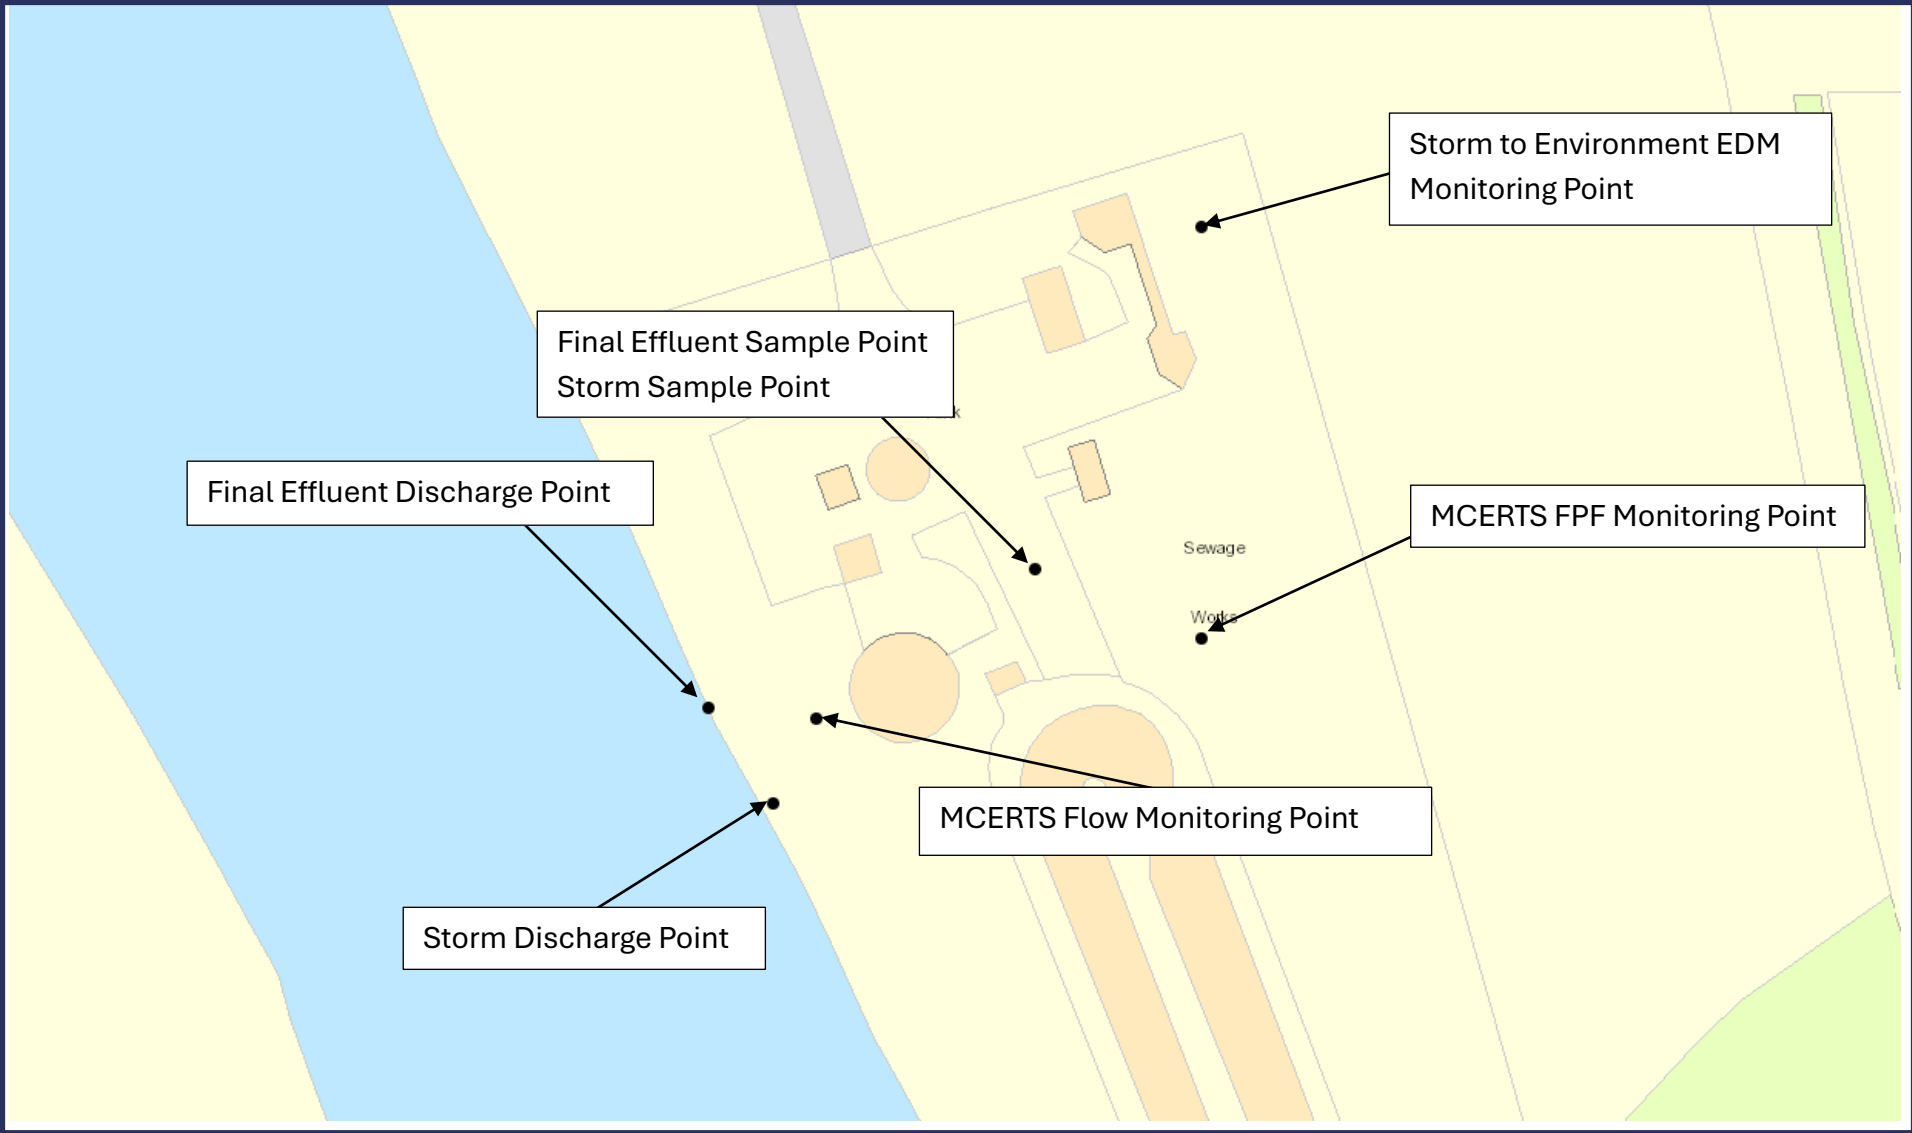 Storm to Environment EDM
Monitoring Point
Final Effluent Sample Point
Storm Sample Point
Final Effluent Discharge Point
MCERTS FPF Monitoring Point
Sewage
Works
MCERTS Flow Monitoring Point
Storm Discharge Point